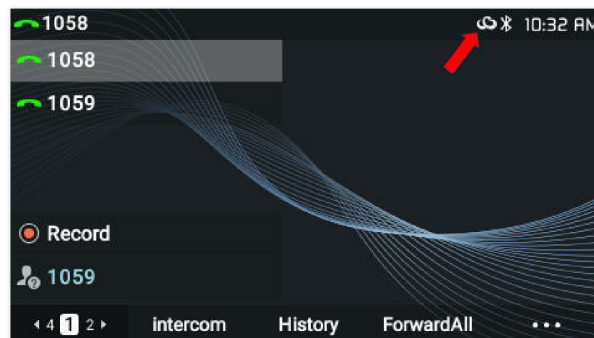 1058 10:32 AM
1058
1059
Record
1059
4 1 2 intercom History ForwardAll ...